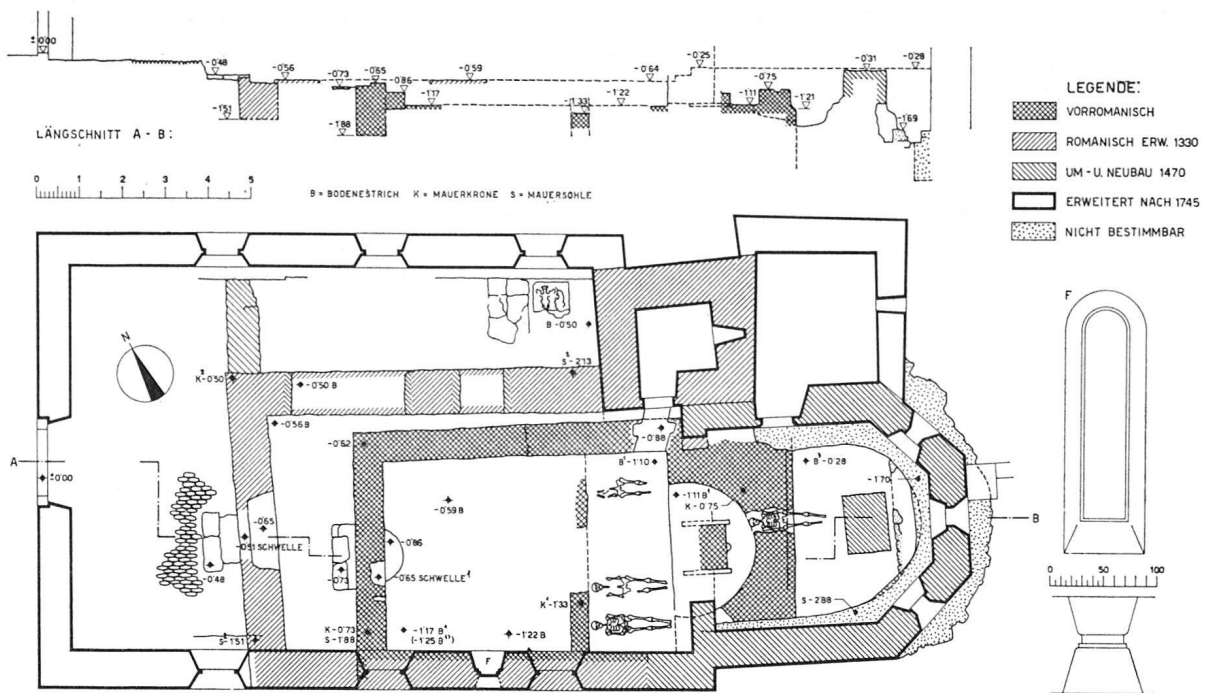 ±0'00
-0'48
-0'56
-0'73
-0'65
-0'86
-0'59
-1'17
-0'64
-0'25
-1'33
-1'22
-0'75
-1'11
-1'21
-0'31
-0'28
-1'69
-1'51
-1'88
LÄNGSCHNITT A - B:
0 1 2 3 4 5
B = BODENESTRICH K = MAUERKRONE S = MAUERSOHLE
LEGENDE:
VORROMANISCH
ROMANISCH ERW. 1330
UM - U. NEUBAU 1470
ERWEITERT NACH 1745
NICHT BESTIMMBAR
N
B -0'50
S -2'13
K -0'50
-0'50 B
-0'56 B
-0'62
-0'88
B -1'10
B -0'28
-1'70
A
±0'00
-1'11 B
K -0'75
B
-0'59 B
-0'65
-0'51 SCHWELLE
-0'86
-0'48
-0'73
-0'65 SCHWELLE
K -1'33
S -2'88
K -0'73
S -1'88
-1'17 B
-1'22 B
S -1'51
F
F
0 50 100